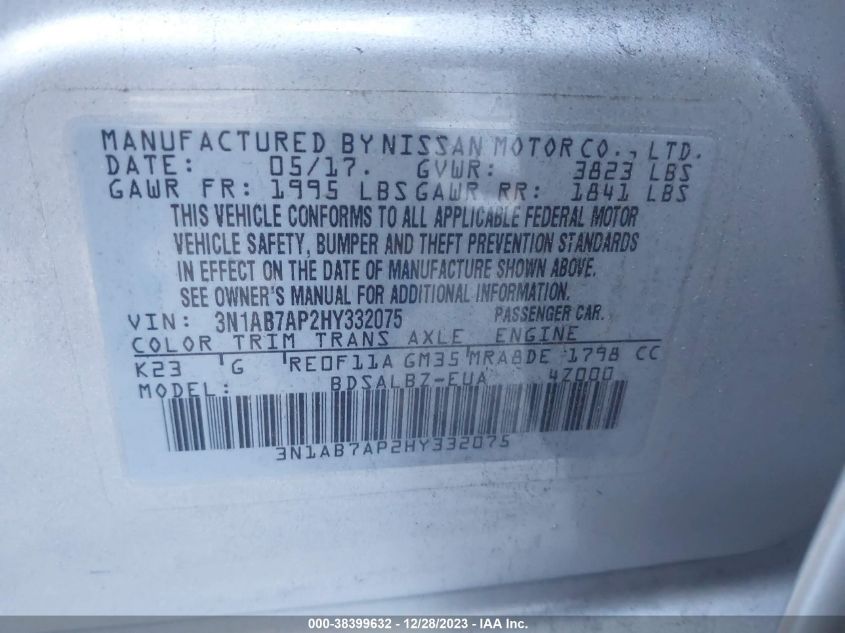 MANUFACTURED BY NISSAN MOTOR CO., LTD.
DATE: 05/17. GVWR: 3823 LBS
GAWR FR: 1995 LBS GAWR RR: 1841 LBS
THIS VEHICLE CONFORMS TO ALL APPLICABLE FEDERAL MOTOR
VEHICLE SAFETY, BUMPER AND THEFT PREVENTION STANDARDS
IN EFFECT ON THE DATE OF MANUFACTURE SHOWN ABOVE.
SEE OWNER'S MANUAL FOR ADDITIONAL INFORMATION.
VIN: 3N1AB7AP2HY332075 PASSENGER CAR.
COLOR TRIM TRANS AXLE ENGINE
K23 G RE0F11A GM35 MRA8DE 1798 CC
MODEL: BDSALBZ-EUA 4Z000
3N1AB7AP2HY332075
000-38399632 - 12/28/2023 - IAA Inc.